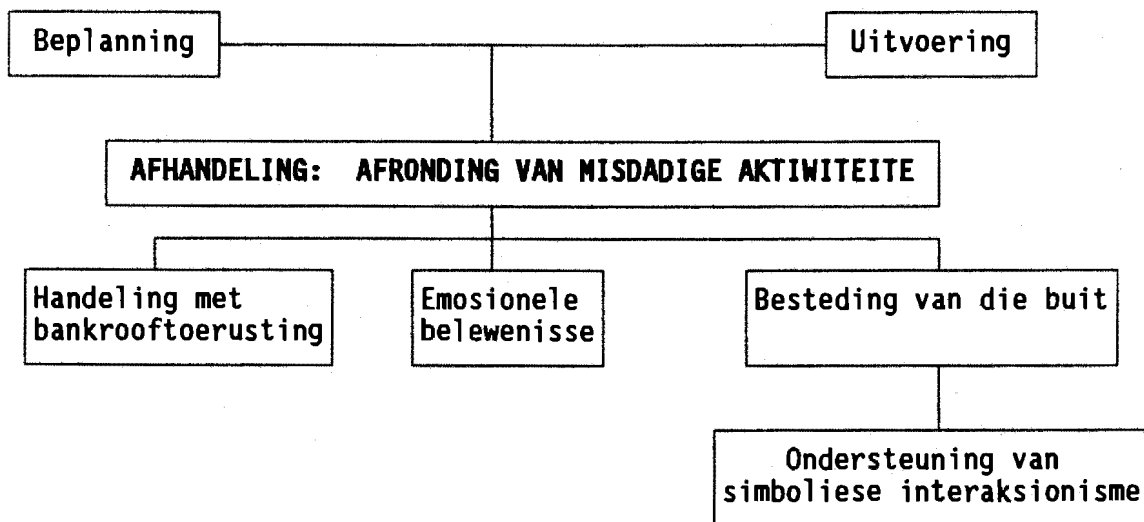 Beplanning
Uitvoering
AFHANDELING: AFRONDING VAN MISDADIGE AKTIWITEITE
Handeling met
bankrooftoerusting
Emosionele
belewenisse
Besteding van die buit
Ondersteuning van
simboliese interaksionisme